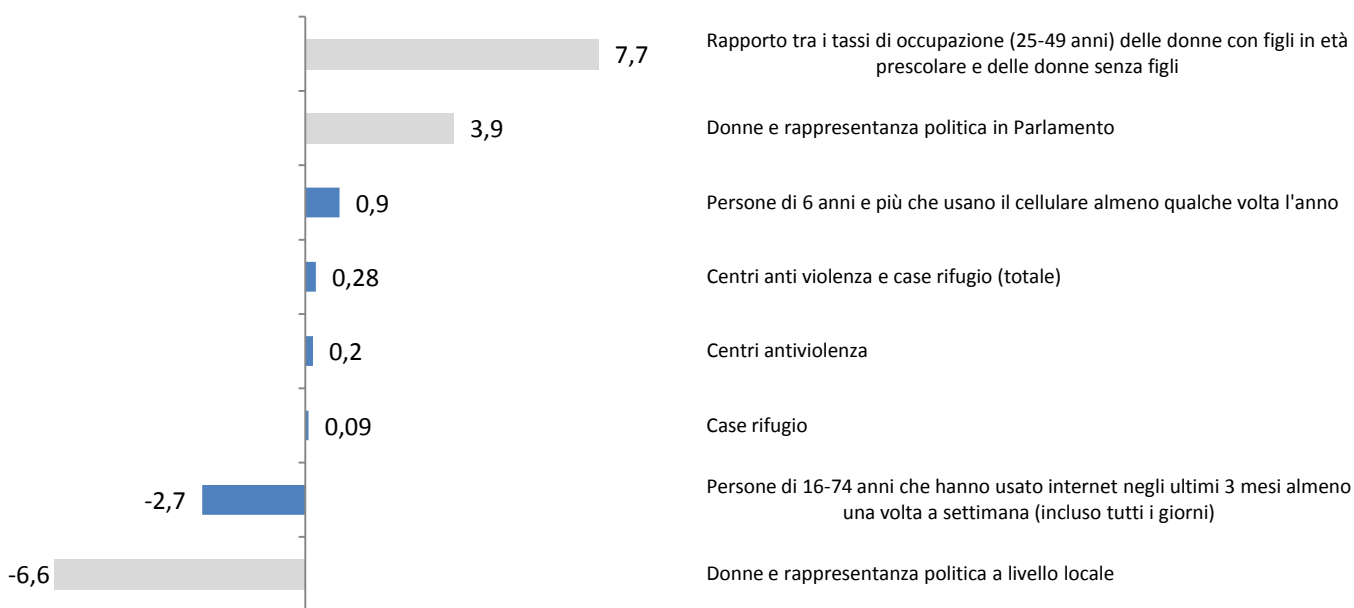 7,7
Rapporto tra i tassi di occupazione (25-49 anni) delle donne con figli in età
prescolare e delle donne senza figli
3,9
Donne e rappresentanza politica in Parlamento
0,9
Persone di 6 anni e più che usano il cellulare almeno qualche volta l'anno
0,28
Centri anti violenza e case rifugio (totale)
0,2
Centri antiviolenza
0,09
Case rifugio
-2,7
Persone di 16-74 anni che hanno usato internet negli ultimi 3 mesi almeno
una volta a settimana (incluso tutti i giorni)
-6,6
Donne e rappresentanza politica a livello locale